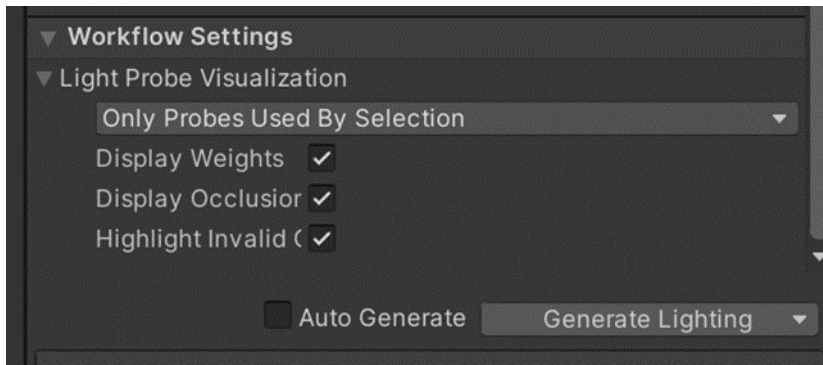 Workflow Settings
Light Probe Visualization
Only Probes Used By Selection
Display Weights
Display Occlusior
Highlight Invalid (
Auto Generate
Generate Lighting